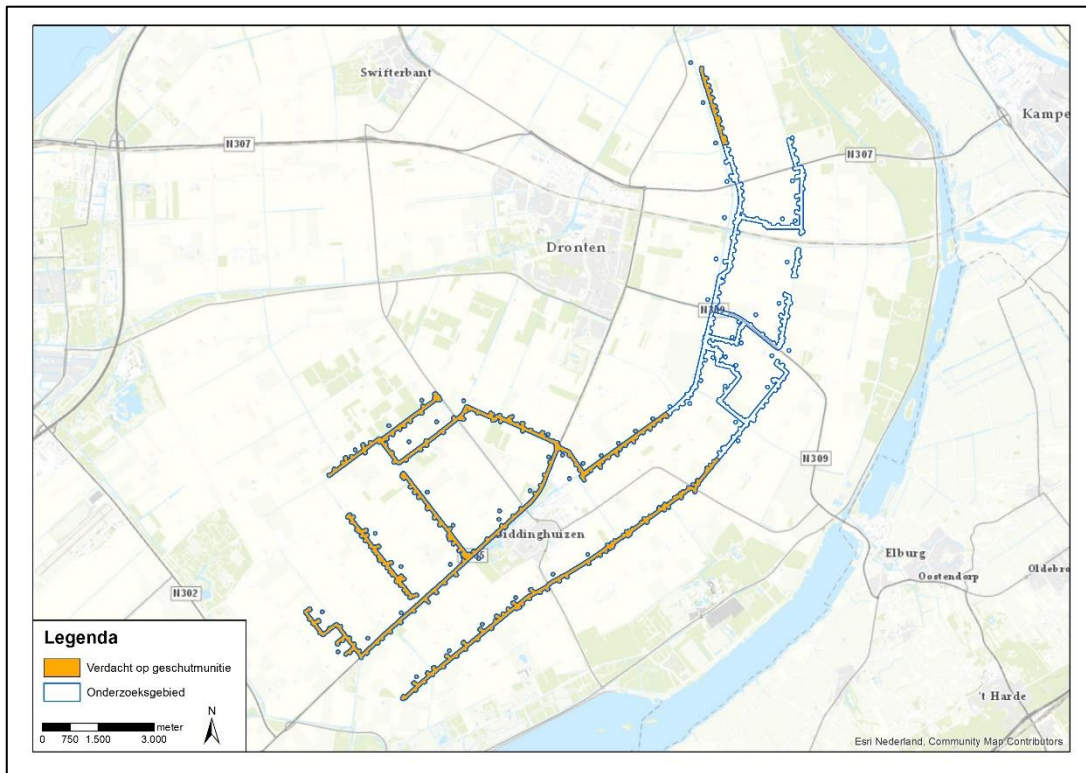 Swifterbant
Kampe
N307
N307
Dronten
N309
N309
Biddinghuizen
Elburg
Oostendorp
Oldebro
N302
't Harde
Legenda
Verdacht op geschutmunitie
Onderzoeksgebied
0 750 1.500 3.000 meter
N
Esri Nederland, Community Map Contributors